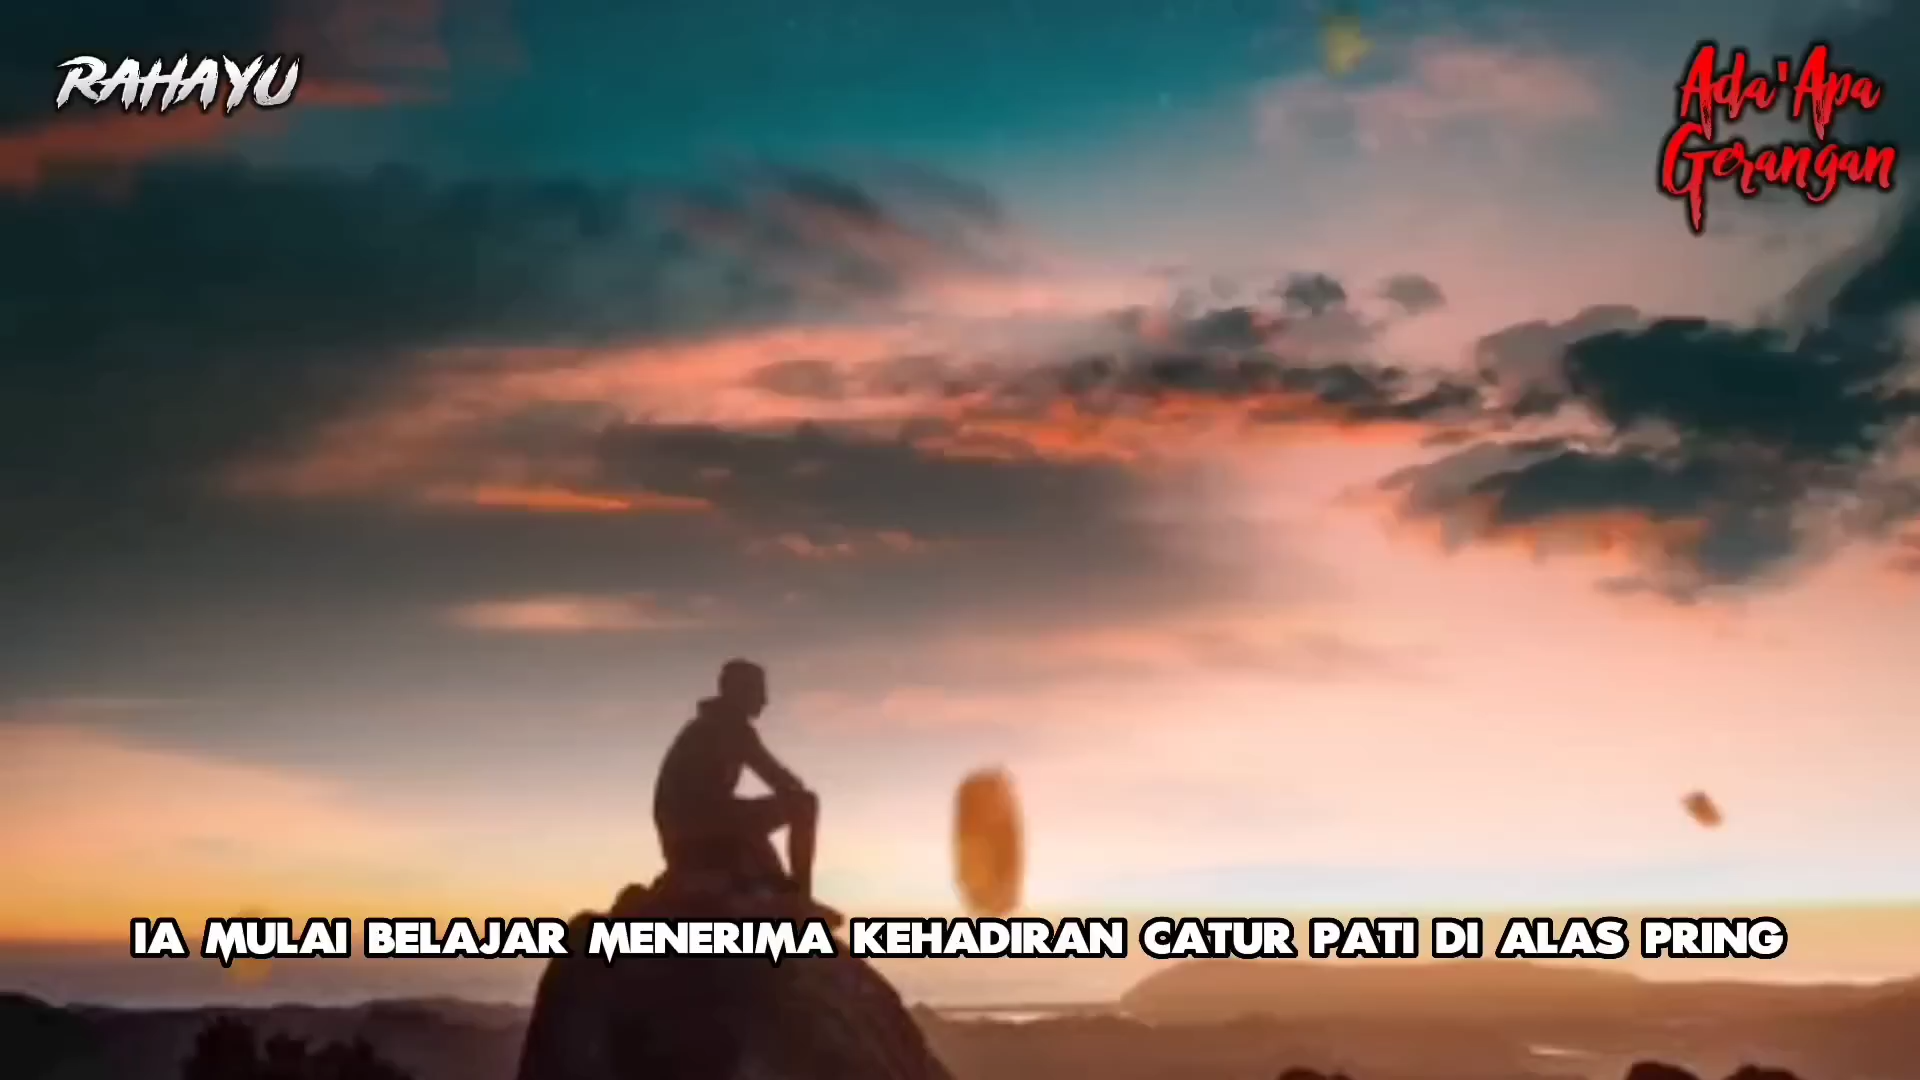 RAHAYU
Ada'Apa
Gerangan
IA MULAI BELAJAR MENERIMA KEHADIRAN CATUR PATI DI ALAS PRING